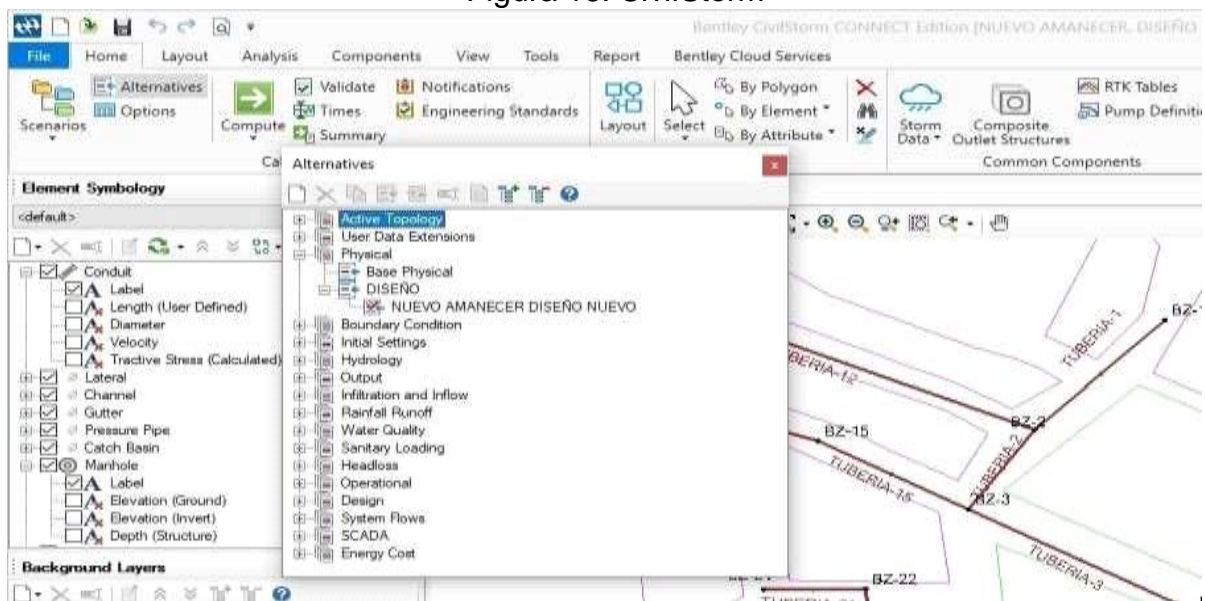 Bentley CivilStorm CONNECT Edition [NUEVO AMANECER. DISEÑO
File Home Layout Analysis Components View Tools Report Bentley Cloud Services
Scenarios
Alternatives
Options
Compute
Validate
Times
Summary
Notifications
Engineering Standards
Layout
Select
By Polygon
By Element
By Attribute
Storm Data
Composite Outlet Structures
RTK Tables
Pump Definiti
Common Components
Element Symbology
<default>
Conduit
Label
Length (User Defined)
Diameter
Velocity
Tractive Stress (Calculated)
Lateral
Channel
Gutter
Pressure Pipe
Catch Basin
Manhole
Label
Elevation (Ground)
Elevation (Invert)
Depth (Structure)
Background Layers
Alternatives
Active Topology
User Data Extensions
Physical
Base Physical
DISEÑO
NUEVO AMANECER DISEÑO NUEVO
Boundary Condition
Initial Settings
Hydrology
Output
Infiltration and Inflow
Rainfall Runoff
Water Quality
Sanitary Loading
Headloss
Operational
Design
System Flows
SCADA
Energy Cost
TUBERIA-1
BERIA-12
BZ-2
BZ-15
TUBERIA-2
TUBERIA-15
BZ-3
TUBERIA-3
BZ-22